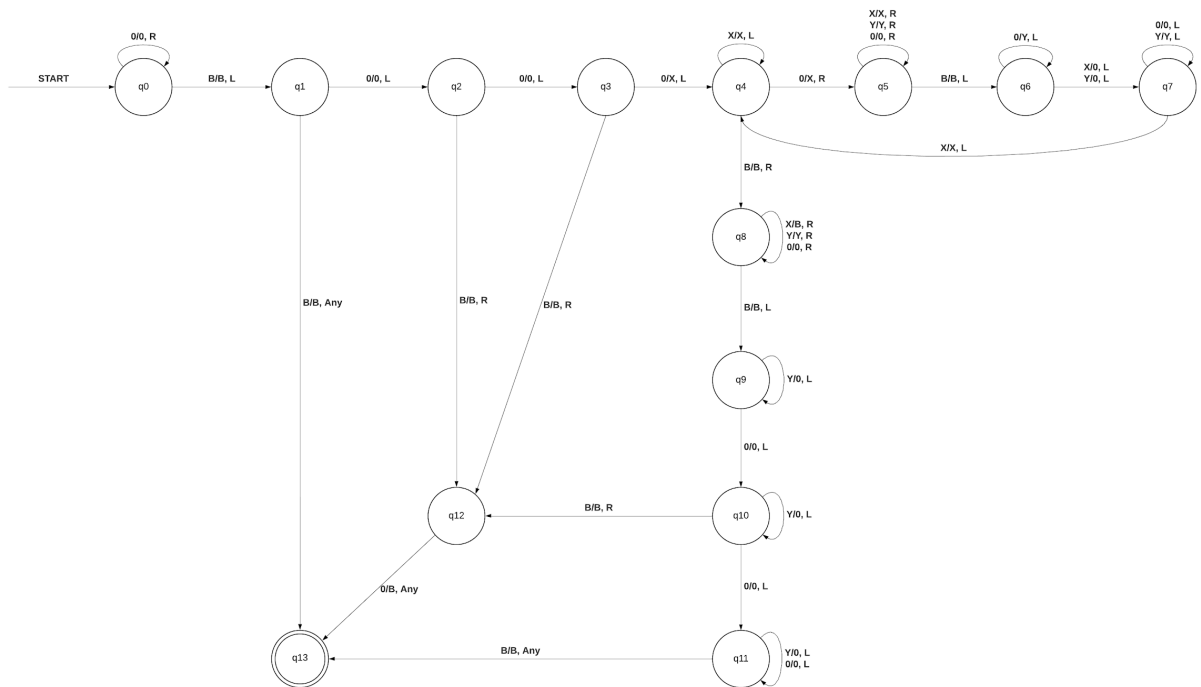 X/X, R
Y/Y, R
0/0, R
0/0, L
Y/Y, L
0/0, R
X/X, L
0/Y, L
START
B/B, L
0/0, L
0/0, L
0/X, L
0/X, R
B/B, L
X/0, L
Y/0, L
q0
q1
q2
q3
q4
q5
q6
q7
X/X, L
B/B, R
q8
X/B, R
Y/Y, R
0/0, R
B/B, Any
B/B, R
B/B, R
B/B, L
q9
Y/0, L
0/0, L
q12
B/B, R
q10
Y/0, L
0/B, Any
0/0, L
q13
B/B, Any
q11
Y/0, L
0/0, L